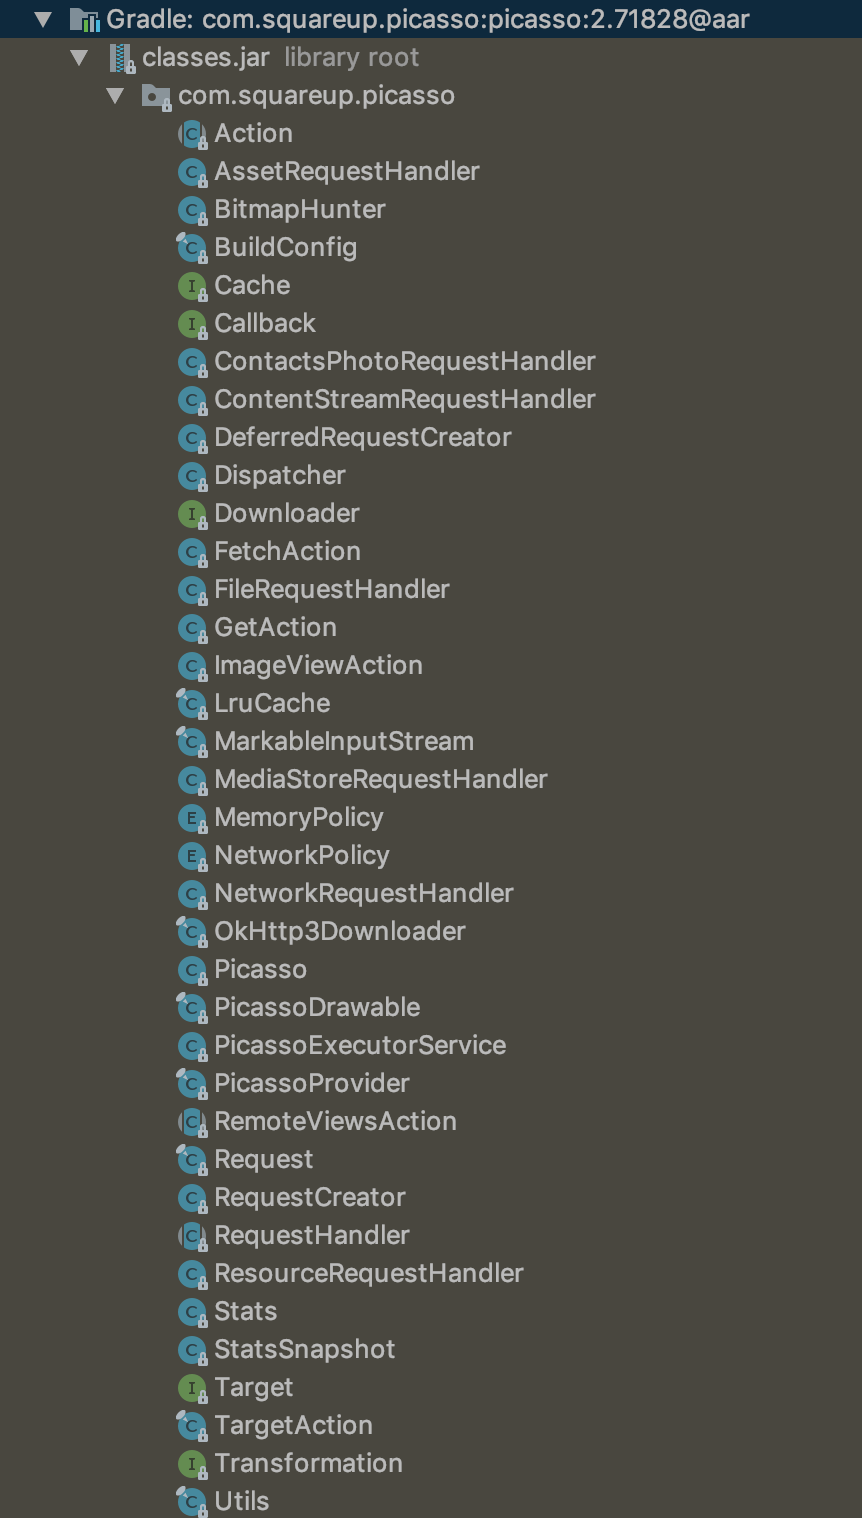 Gradle: com.squareup.picasso:picasso:2.71828@aar
classes.jar library root
com.squareup.picasso
C Action
C AssetRequestHandler
C BitmapHunter
C BuildConfig
I Cache
I Callback
C ContactsPhotoRequestHandler
C ContentStreamRequestHandler
C DeferredRequestCreator
C Dispatcher
I Downloader
C FetchAction
C FileRequestHandler
C GetAction
C ImageViewAction
C LruCache
C MarkableInputStream
C MediaStoreRequestHandler
E MemoryPolicy
E NetworkPolicy
C NetworkRequestHandler
C OkHttp3Downloader
C Picasso
C PicassoDrawable
C PicassoExecutorService
C PicassoProvider
C RemoteViewsAction
C Request
C RequestCreator
C RequestHandler
C ResourceRequestHandler
C Stats
C StatsSnapshot
I Target
C TargetAction
I Transformation
C Utils